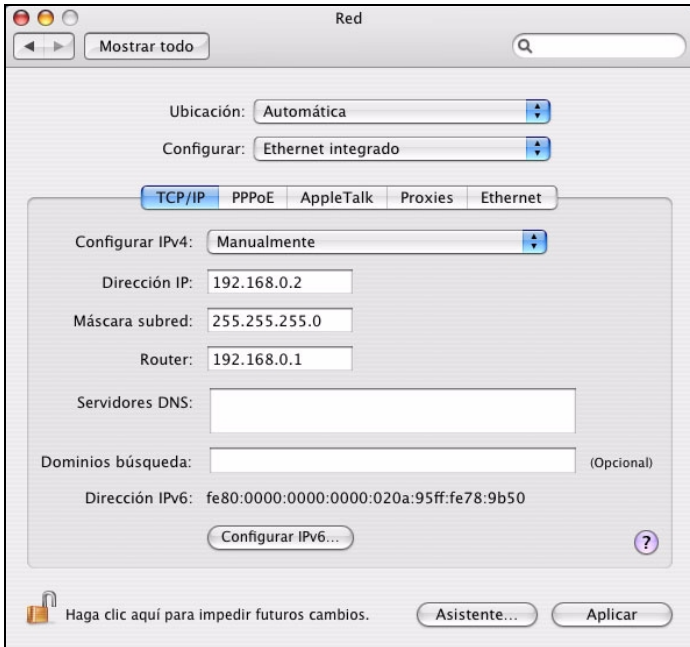 Red
Mostrar todo
Ubicación: Automática
Configurar: Ethernet integrado
TCP/IP PPPoE AppleTalk Proxies Ethernet
Configurar IPv4: Manualmente
Dirección IP: 192.168.0.2
Máscara subred: 255.255.255.0
Router: 192.168.0.1
Servidores DNS:
Dominios búsqueda: (Opcional)
Dirección IPv6: fe80:0000:0000:0000:020a:95ff:fe78:9b50
Configurar IPv6...
?
Haga clic aquí para impedir futuros cambios. Asistente... Aplicar